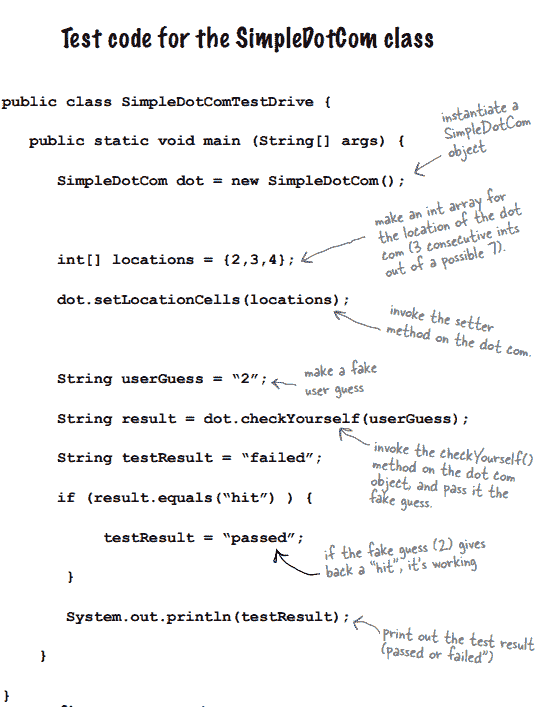 Test code for the SimpleDotCom class
public class SimpleDotComTestDrive {
public static void main (String[] args) {
instantiate a
SimpleDotCom
object
SimpleDotCom dot = new SimpleDotCom();
make an int array for
the location of the dot
com (3 consecutive ints
out of a possible 7).
int[] locations = {2,3,4};
dot.setLocationCells(locations);
invoke the setter
method on the dot com.
String userGuess = “2”;
make a fake
user guess
String result = dot.checkYourself(userGuess);
invoke the checkYourself()
method on the dot com
object, and pass it the
fake guess.
String testResult = “failed”;
if (result.equals(“hit”) ) {
testResult = “passed”;
if the fake guess (2) gives
back a “hit”, it's working
}
System.out.println(testResult);
print out the test result
(passed or failed”)
}
}